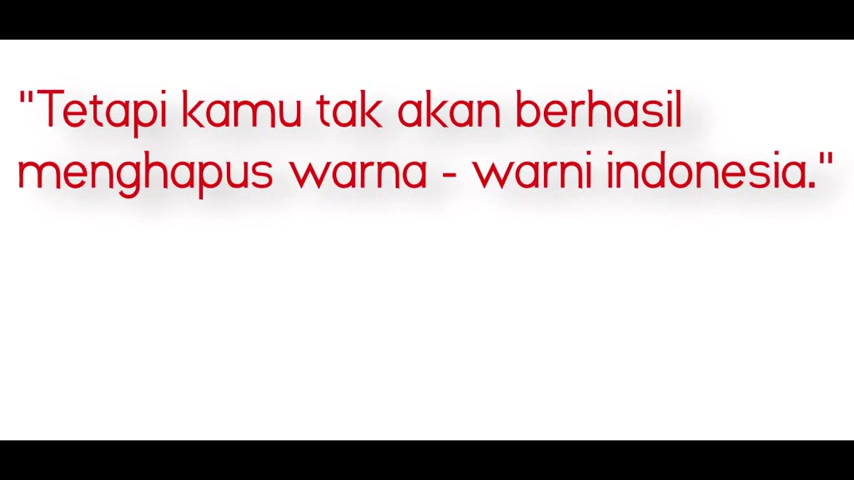 "Tetapi kamu tak akan berhasil
menghapus warna - warni indonesia."